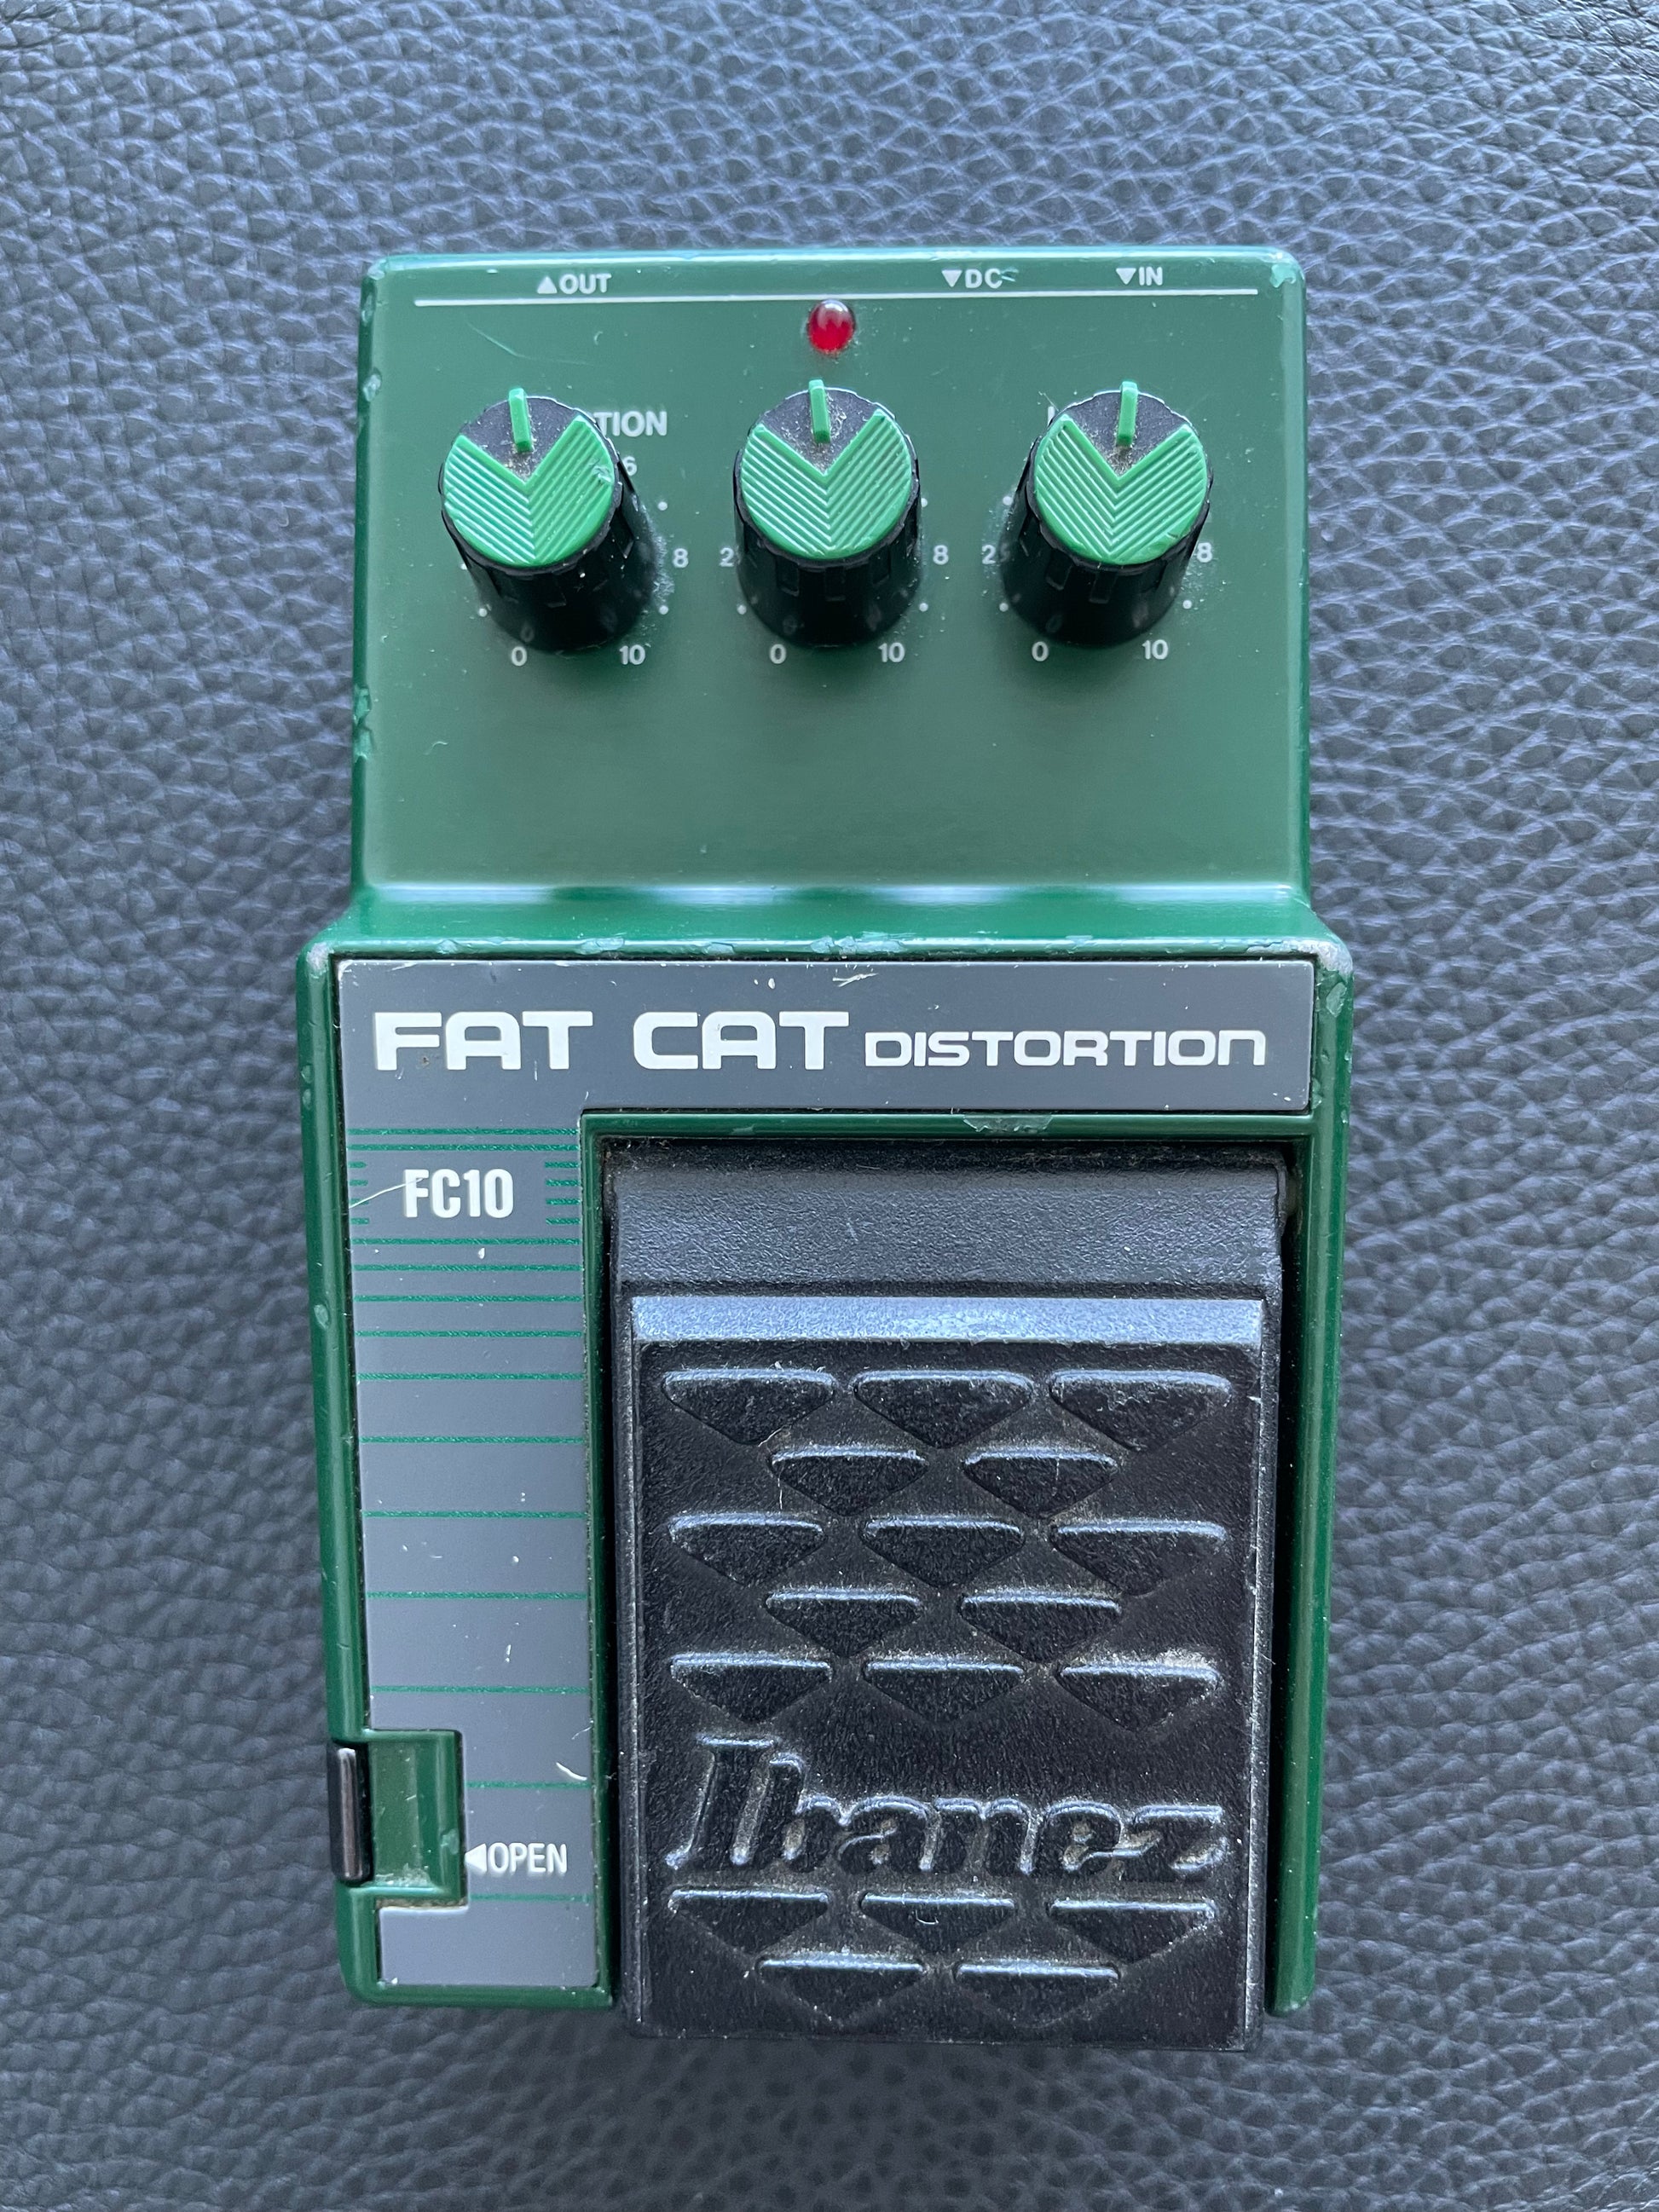 ▲OUT ▼DC ▼IN
TION
6
8 2 8 2 8
0 10 0 10 0 10
FAT CAT DISTORTION
FC10
Ibanez
◀OPEN